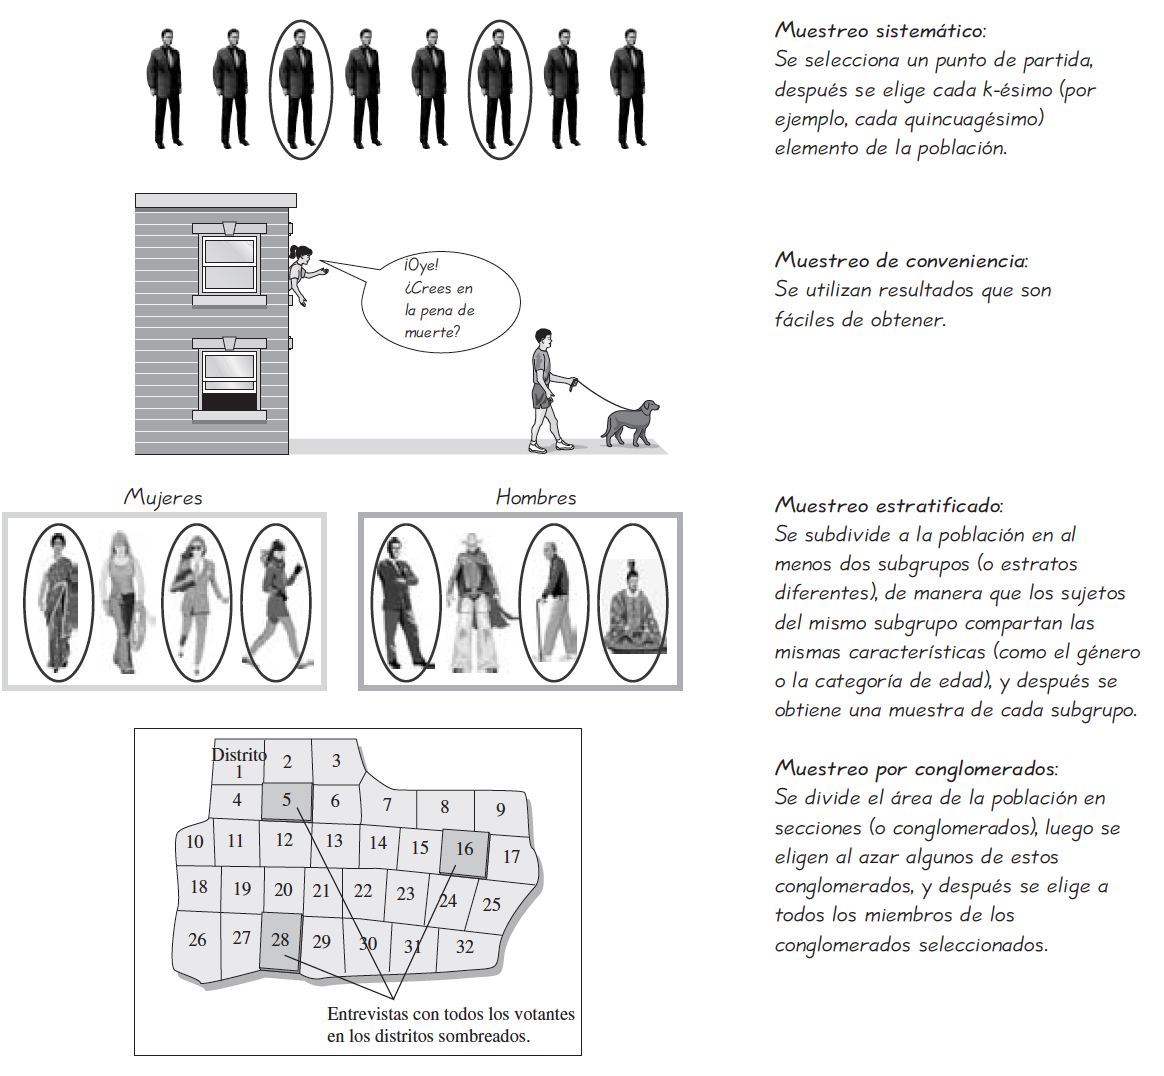 Muestreo sistemático:
Se selecciona un punto de partida,
después se elige cada k-ésimo (por
ejemplo, cada quincuagésimo)
elemento de la población.
¡Oye!
¿Crees en
la pena de
muerte?
Muestreo de conveniencia:
Se utilizan resultados que son
fáciles de obtener.
Mujeres
Hombres
Muestreo estratificado:
Se subdivide a la población en al
menos dos subgrupos (o estratos
diferentes), de manera que los sujetos
del mismo subgrupo compartan las
mismas características (como el género
o la categoría de edad), y después se
obtiene una muestra de cada subgrupo.
Distrito
1 2 3
4 5 6 7 8 9
10 11 12 13 14 15 16 17
18 19 20 21 22 23 24 25
26 27 28 29 30 31 32
Entrevistas con todos los votantes
en los distritos sombreados.
Muestreo por conglomerados:
Se divide el área de la población en
secciones (o conglomerados), luego se
eligen al azar algunos de estos
conglomerados, y después se elige a
todos los miembros de los
conglomerados seleccionados.